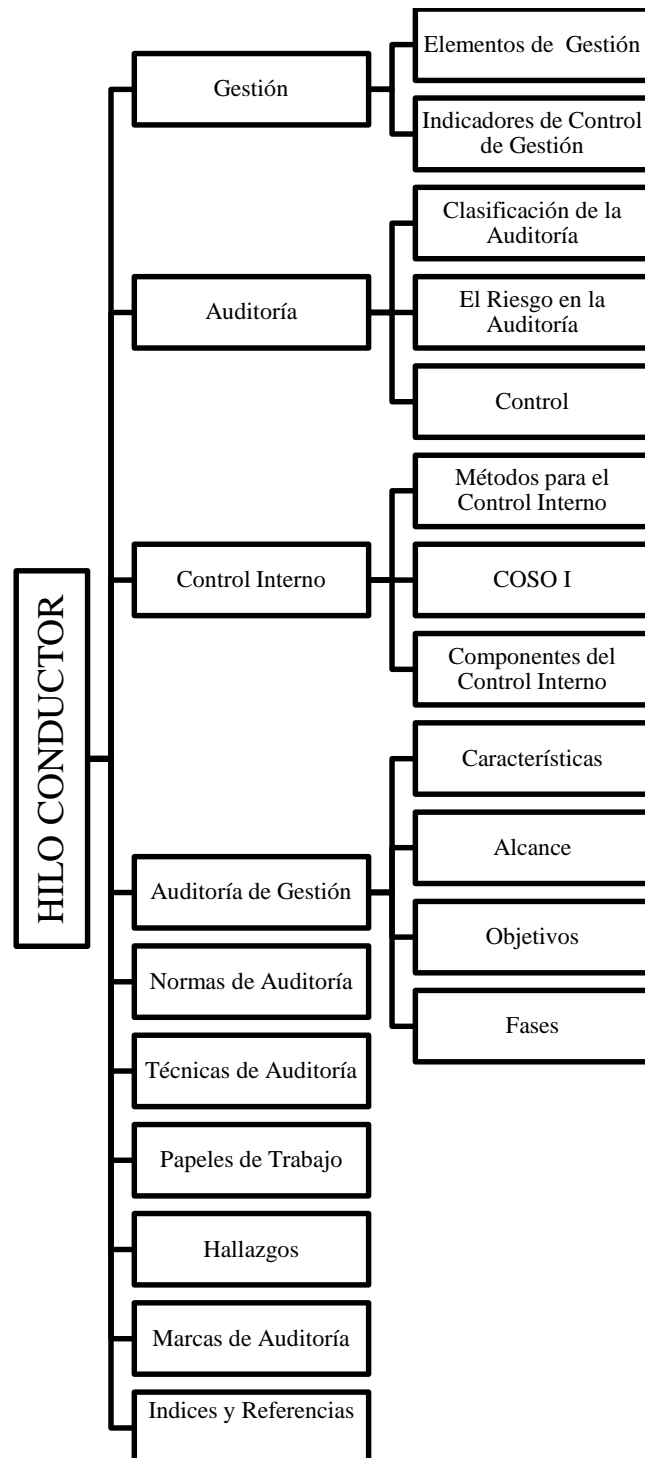 HILO CONDUCTOR
Gestión
Elementos de Gestión
Indicadores de Control
de Gestión
Auditoría
Clasificación de la
Auditoría
El Riesgo en la
Auditoría
Control
Control Interno
Métodos para el
Control Interno
COSO I
Componentes del
Control Interno
Auditoría de Gestión
Característicås
Alcance
Objetivos
Fases
Normas de Auditoría
Técnicas de Auditoría
Papeles de Trabajo
Hallazgos
Marcas de Auditoría
Indices y Referencias